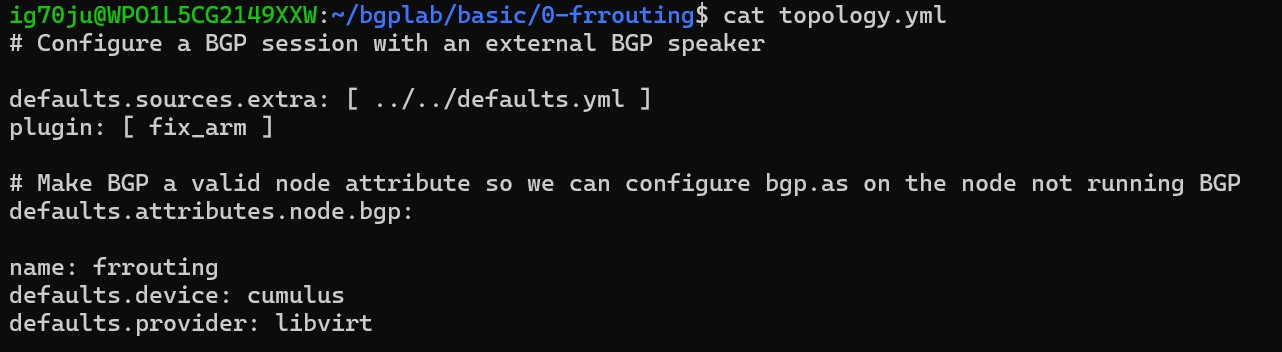 ig70ju@WPO1L5CG2149XXW:~/bgplab/basic/0-frrouting$ cat topology.yml
# Configure a BGP session with an external BGP speaker
defaults.sources.extra: [ ../../defaults.yml ]
plugin: [ fix_arm ]
# Make BGP a valid node attribute so we can configure bgp.as on the node not running BGP
defaults.attributes.node.bgp:
name: frrouting
defaults.device: cumulus
defaults.provider: libvirt